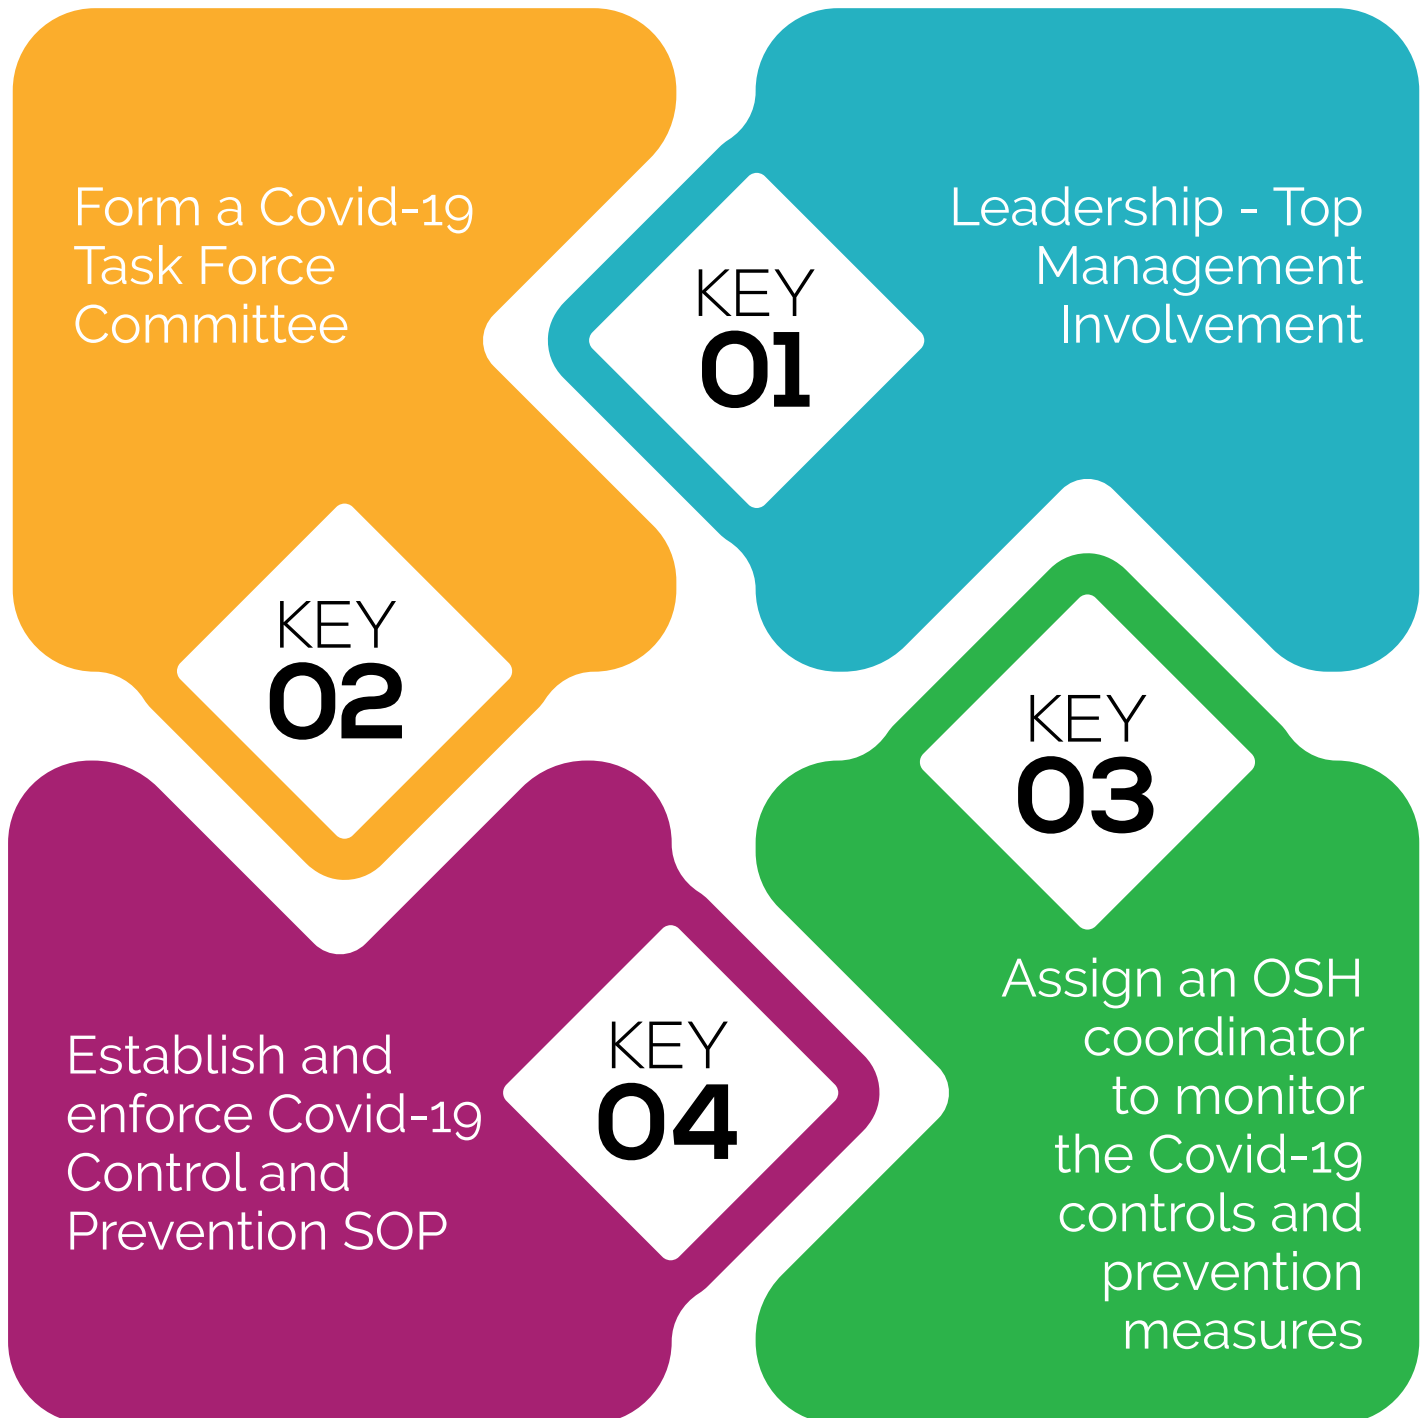 KEY
01
Leadership - Top
Management
Involvement
Form a Covid-19
Task Force
Committee
KEY
02
KEY
03
Assign an OSH
coordinator
to monitor
the Covid-19
controls and
prevention
measures
KEY
04
Establish and
enforce Covid-19
Control and
Prevention SOP